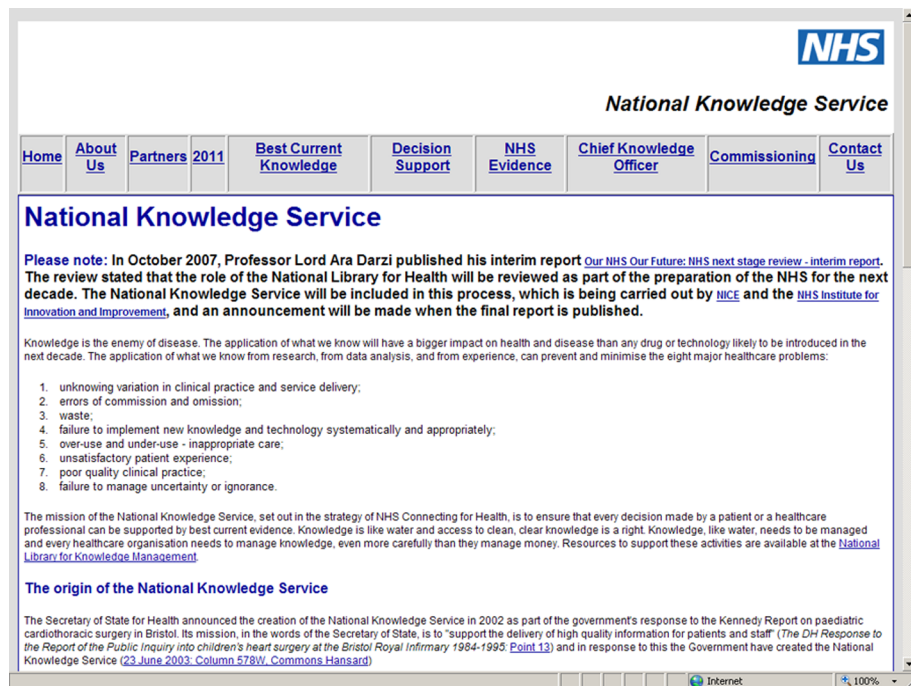 NHS
National Knowledge Service
Home About Us Partners 2011 Best Current Knowledge Decision Support NHS Evidence Chief Knowledge Officer Commissioning Contact Us
National Knowledge Service
Please note: In October 2007, Professor Lord Ara Darzi published his interim report Our NHS Our Future: NHS next stage review - interim report.
The review stated that the role of the National Library for Health will be reviewed as part of the preparation of the NHS for the next
decade. The National Knowledge Service will be included in this process, which is being carried out by NICE and the NHS Institute for
Innovation and Improvement, and an announcement will be made when the final report is published.
Knowledge is the enemy of disease. The application of what we know will have a bigger impact on health and disease than any drug or technology likely to be introduced in the
next decade. The application of what we know from research, from data analysis, and from experience, can prevent and minimise the eight major healthcare problems:
1. unknowing variation in clinical practice and service delivery;
2. errors of commission and omission;
3. waste;
4. failure to implement new knowledge and technology systematically and appropriately;
5. over-use and under-use - inappropriate care;
6. unsatisfactory patient experience;
7. poor quality clinical practice;
8. failure to manage uncertainty or ignorance.
The mission of the National Knowledge Service, set out in the strategy of NHS Connecting for Health, is to ensure that every decision made by a patient or a healthcare
professional can be supported by best current evidence. Knowledge is like water and access to clean, clear knowledge is a right. Knowledge, like water, needs to be managed
and every healthcare organisation needs to manage knowledge, even more carefully than they manage money. Resources to support these activities are available at the National
Library for Knowledge Management.
The origin of the National Knowledge Service
The Secretary of State for Health announced the creation of the National Knowledge Service in 2002 as part of the government's response to the Kennedy Report on paediatric
cardiothoracic surgery in Bristol. Its mission, in the words of the Secretary of State, is to "support the delivery of high quality information for patients and staff" (The DH Response to
the Report of the Public Inquiry into children's heart surgery at the Bristol Royal Infirmary 1984-1995: Point 13) and in response to this the Government have created the National
Knowledge Service (23 June 2003: Column 578W, Commons Hansard)
Internet 100%